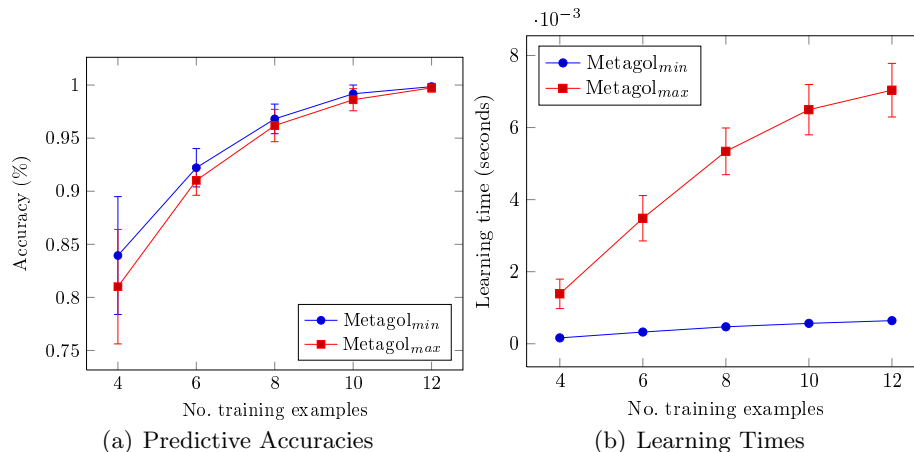 1
0.95
0.9
0.85
0.8
0.75
4 6 8 10 12
No. training examples
Accuracy (%)
Metagol_min
Metagol_max
(a) Predictive Accuracies
·10⁻³
8
6
4
2
0
4 6 8 10 12
No. training examples
Learning time (seconds)
Metagol_min
Metagol_max
(b) Learning Times